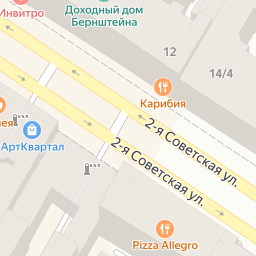 Инвитро
Доходный дом
Бернштейна
12
14/4
Карибия
2-я Советская ул.
АртКвартал
2-я Советская ул.
Pizza Allegro